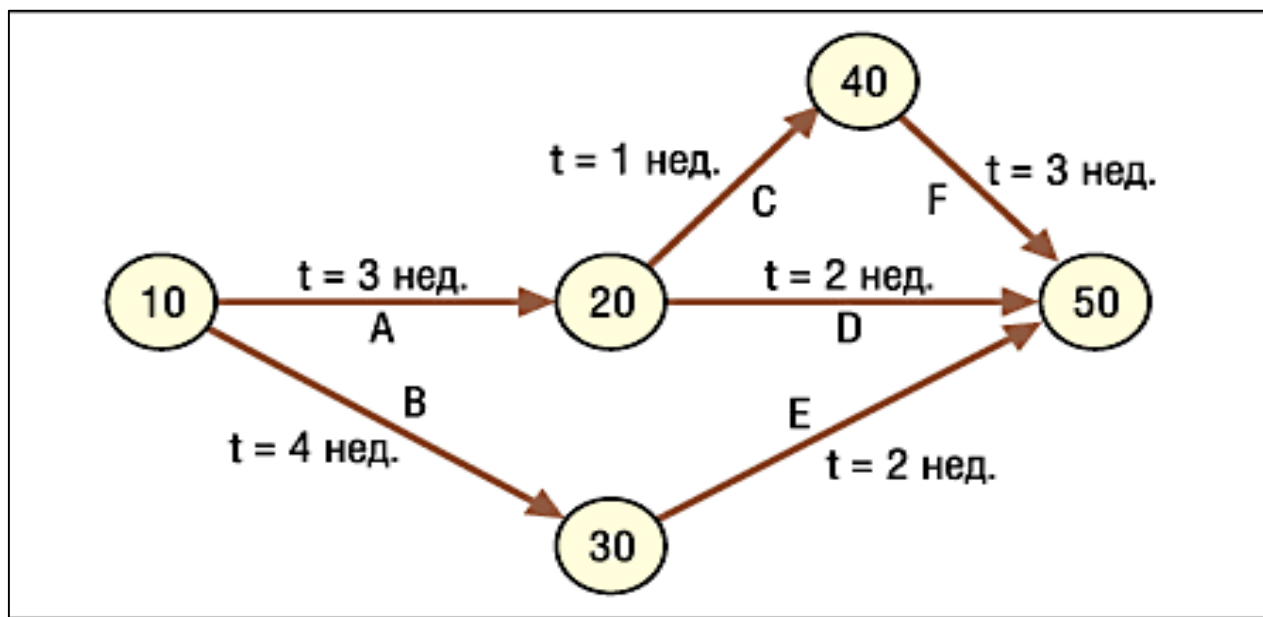 40
t = 1 нед.
t = 3 нед.
C
F
t = 3 нед.
t = 2 нед.
10
20
50
A
D
B
E
t = 4 нед.
t = 2 нед.
30